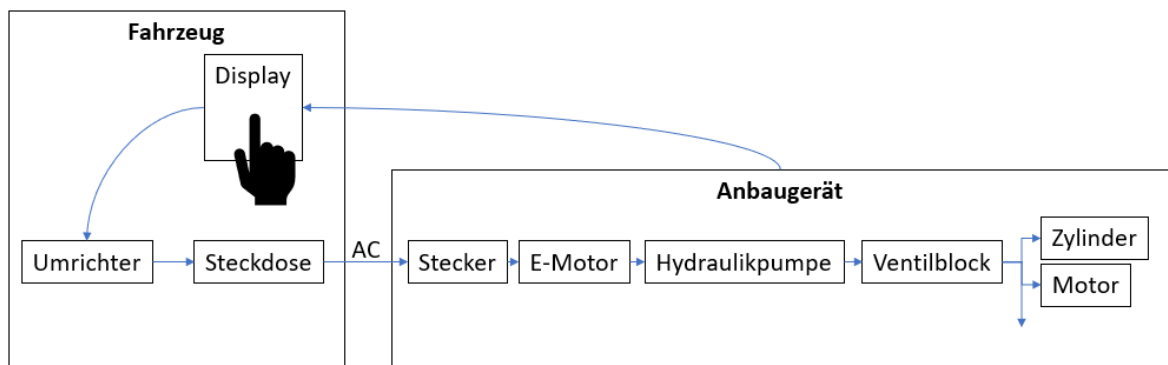 Fahrzeug
Display
Umrichter
Steckdose
AC
Anbaugerät
Stecker
E-Motor
Hydraulikpumpe
Ventilblock
Zylinder
Motor